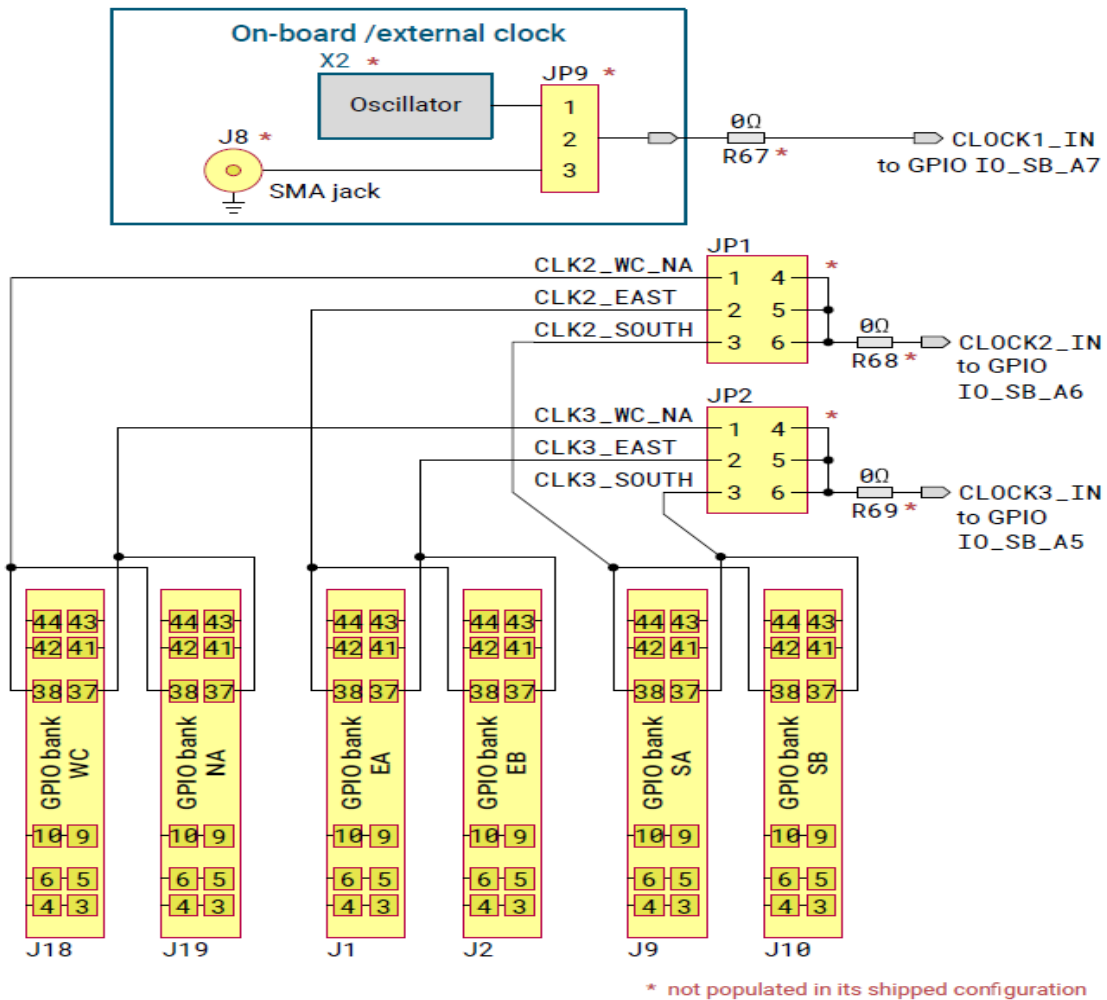 On-board /external clock
X2 *
JP9 *
Oscillator
1
2
3
J8 *
SMA jack
0Ω
R67 *
CLOCK1_IN
to GPIO IO_SB_A7
JP1
*
CLK2_WC_NA
CLK2_EAST
CLK2_SOUTH
1 4
2 5
3 6
0Ω
R68 *
CLOCK2_IN
to GPIO
IO_SB_A6
JP2
*
CLK3_WC_NA
CLK3_EAST
CLK3_SOUTH
1 4
2 5
3 6
0Ω
R69 *
CLOCK3_IN
to GPIO
IO_SB_A5
44 43
42 41
38 37
GPIO bank
WC
10 9
6 5
4 3
J18
44 43
42 41
38 37
GPIO bank
NA
10 9
6 5
4 3
J19
44 43
42 41
38 37
GPIO bank
EA
10 9
6 5
4 3
J1
44 43
42 41
38 37
GPIO bank
EB
10 9
6 5
4 3
J2
44 43
42 41
38 37
GPIO bank
SA
10 9
6 5
4 3
J9
44 43
42 41
38 37
GPIO bank
SB
10 9
6 5
4 3
J10
* not populated in its shipped configuration